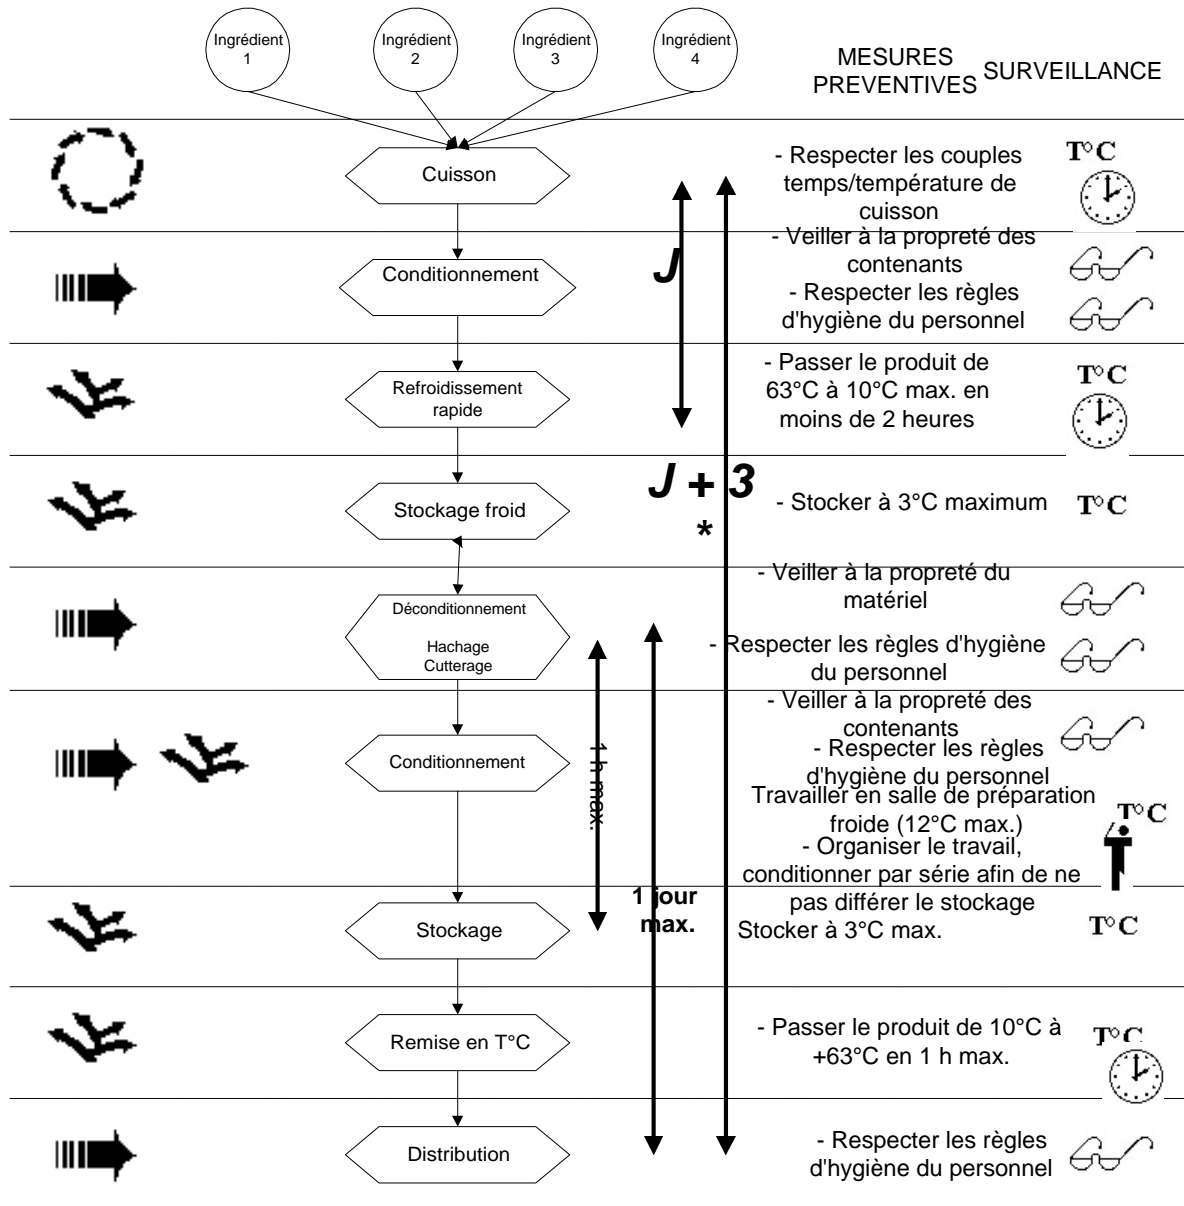 Ingrédient
1
Ingrédient
2
Ingrédient
3
Ingrédient
4
MESURES
PREVENTIVES
SURVEILLANCE
Cuisson
- Respecter les couples
temps/température de
cuisson
T°C
Conditionnement
J
- Veiller à la propreté des
contenants
- Respecter les règles
d'hygiène du personnel
Refroidissement
rapide
- Passer le produit de
63°C à 10°C max. en
moins de 2 heures
T°C
Stockage froid
J + 3
*
- Stocker à 3°C maximum
T°C
Déconditionnement
Hachage
Cutterage
- Veiller à la propreté du
matériel
- Respecter les règles d'hygiène
du personnel
Conditionnement
1 h max.
- Veiller à la propreté des
contenants
- Respecter les règles
d'hygiène du personnel
Travailler en salle de préparation
froide (12°C max.)
- Organiser le travail,
conditionner par série afin de ne
pas différer le stockage
T°C
Stockage
1 jour
max.
Stocker à 3°C max.
T°C
Remise en T°C
- Passer le produit de 10°C à
+63°C en 1 h max.
T°C
Distribution
- Respecter les règles
d'hygiène du personnel